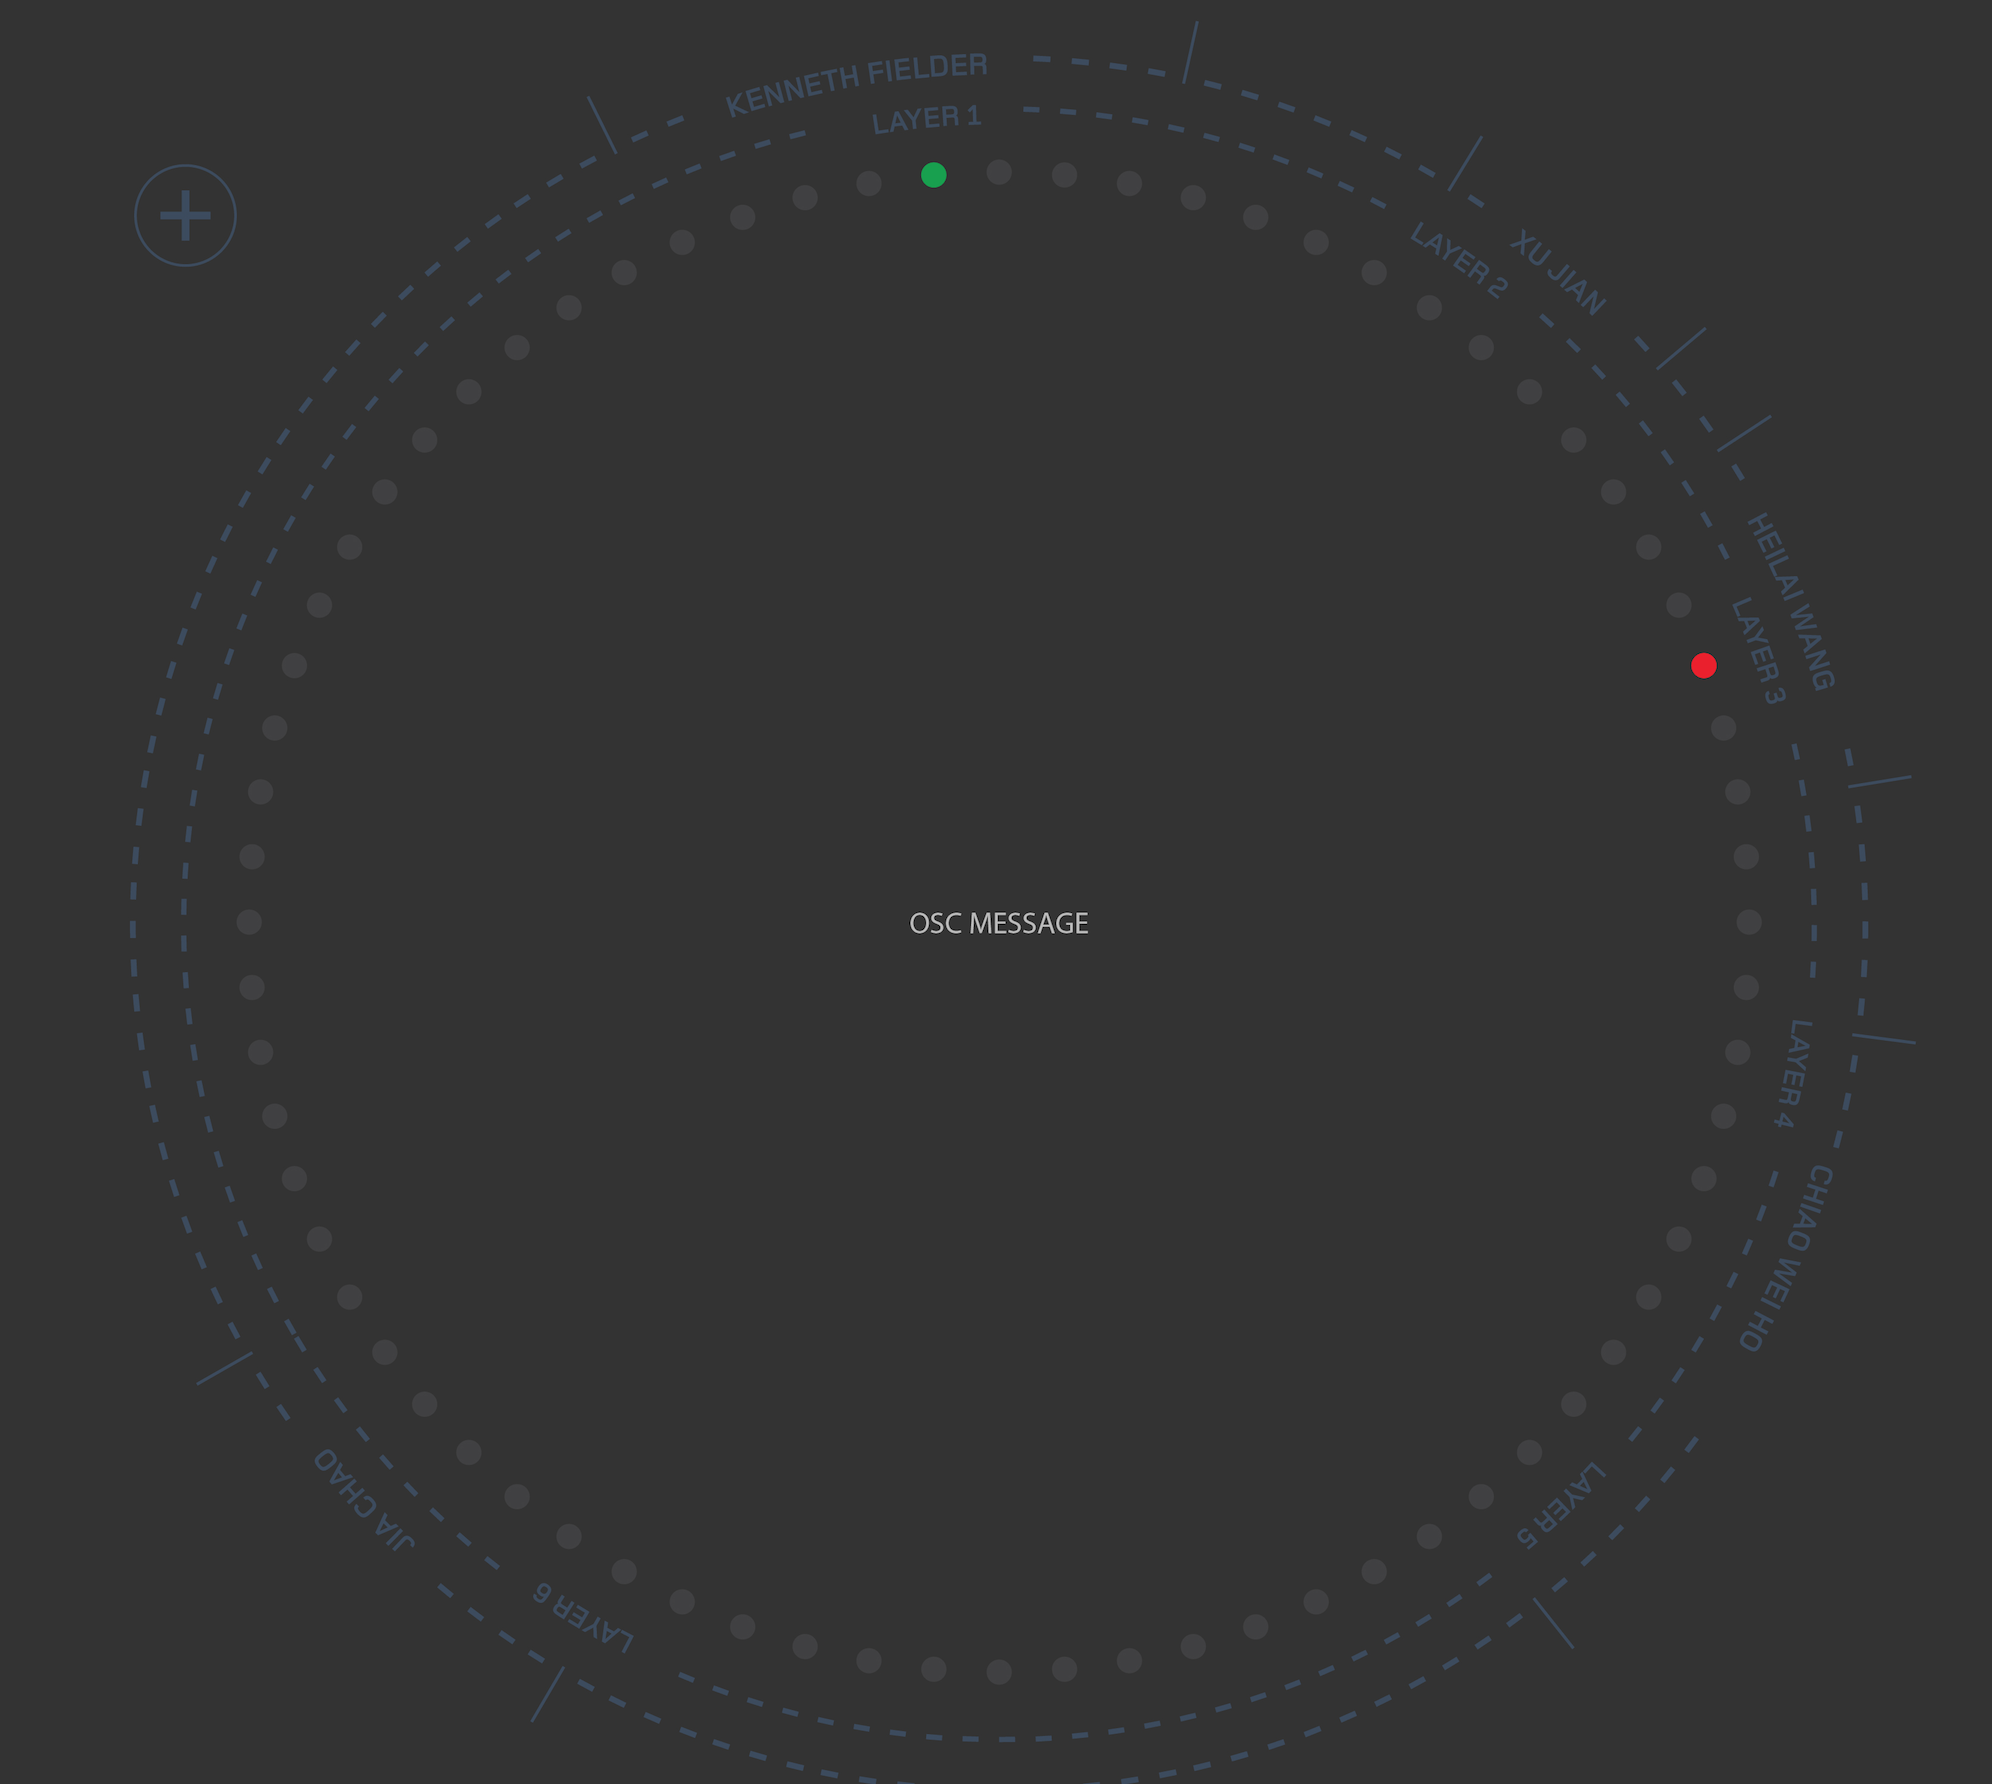 KENNETH FIELDER
LAYER 1
XU JIAN
LAYER 2
HEILAI WANG
LAYER 3
OSC MESSAGE
LAYER 4
CHIAO WEI HO
LAYER 5
LAYER 6
JIA CHAO